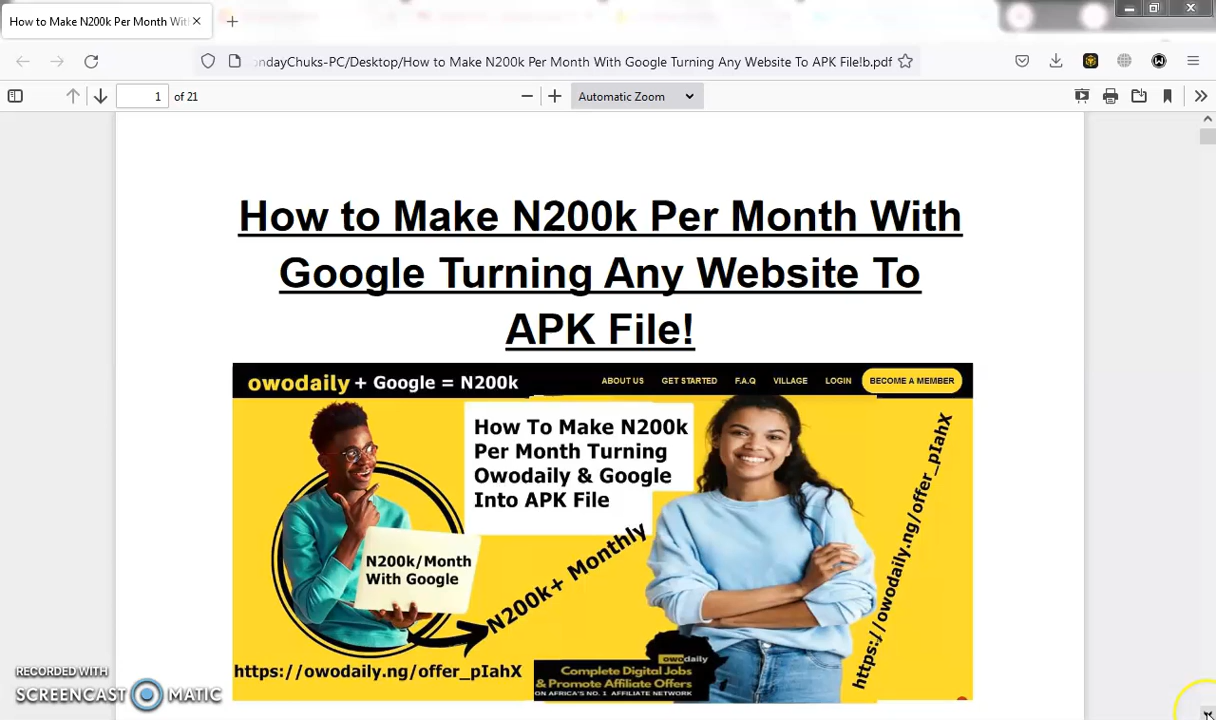 How to Make N200k Per Month Wit
ondayChuks-PC/Desktop/How to Make N200k Per Month With Google Turning Any Website To APK File!b.pdf
1 of 21
Automatic Zoom
How to Make N200k Per Month With
Google Turning Any Website To
APK File!
owodaily + Google = N200k
ABOUT US GET STARTED F.A.Q VILLAGE LOGIN BECOME A MEMBER
How To Make N200k
Per Month Turning
Owodaily & Google
Into APK File
N200k/Month
With Google
N200k+ Monthly
https://owodaily.ng/offer_pIahX
https://owodaily.ng/offer_pIahX
owodaily
Complete Digital Jobs
& Promote Affiliate Offers
ON AFRICA'S NO. 1 AFFILIATE NETWORK
RECORDED WITH
SCREENCAST MATIC